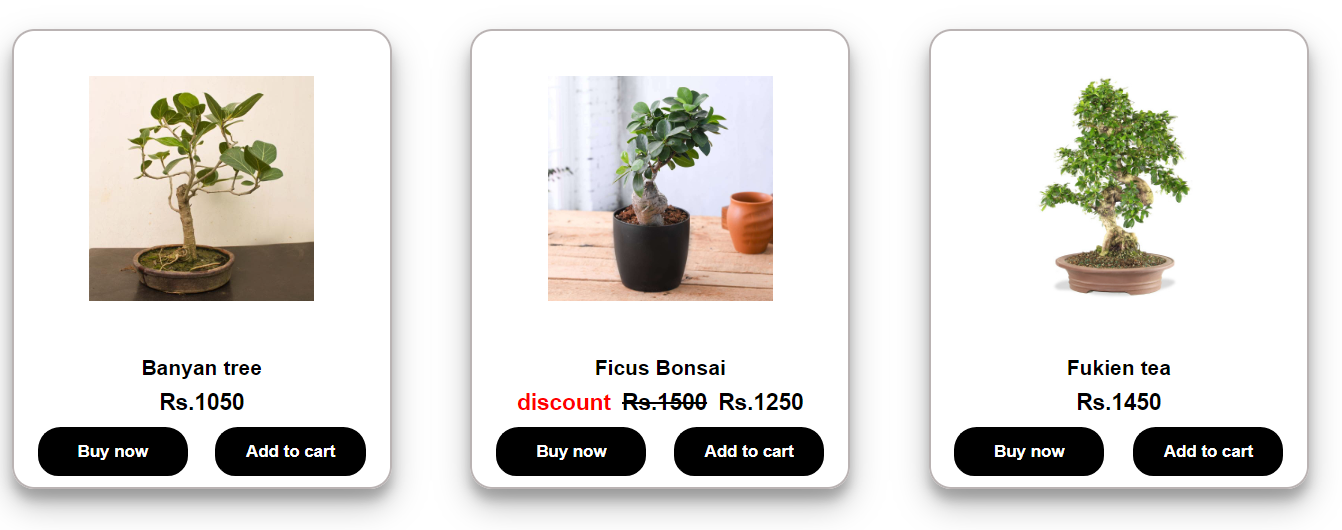 Banyan tree
Rs.1050
Buy now
Add to cart
Ficus Bonsai
discount Rs.1500 Rs.1250
Buy now
Add to cart
Fukien tea
Rs.1450
Buy now
Add to cart